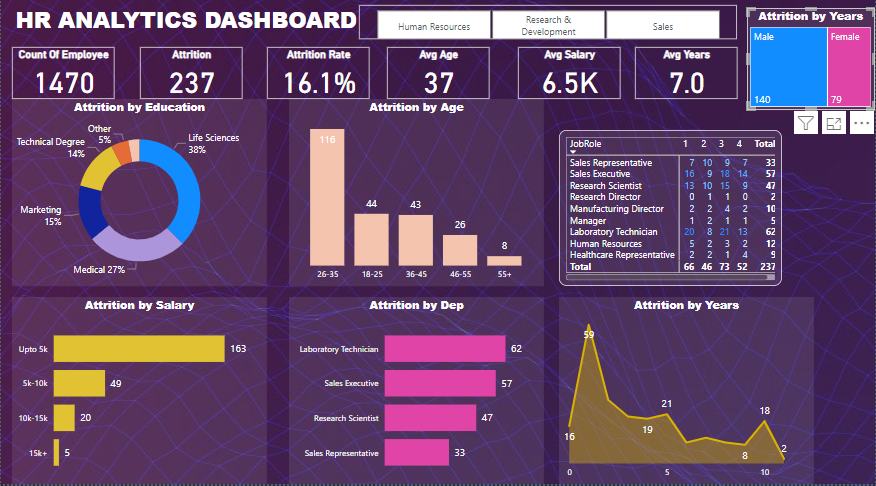 HR ANALYTICS DASHBOARD
Human Resources
Research &
Development
Sales
Attrition by Years
Male
Female
140
79
Count Of Employee
1470
Attrition
237
Attrition Rate
16.1%
Avg Age
37
Avg Salary
6.5K
Avg Years
7.0
Attrition by Education
Other
5%
Technical Degree
14%
Life Sciences
38%
Marketing
15%
Medical 27%
Attrition by Age
116
44
43
26
8
26-35 18-25 36-45 46-55 55+
JobRole 1 2 3 4 Total
Sales Representative 7 10 9 7 33
Sales Executive 16 9 18 14 57
Research Scientist 13 10 15 9 47
Research Director 0 1 1 0 2
Manufacturing Director 2 2 4 2 10
Manager 1 2 1 1 5
Laboratory Technician 20 8 21 13 62
Human Resources 5 2 3 2 12
Healthcare Representative 2 2 1 4 9
Total 66 46 73 52 237
Attrition by Salary
Upto 5k 163
5k-10k 49
10k-15k 20
15k+ 5
Attrition by Dep
Laboratory Technician 62
Sales Executive 57
Research Scientist 47
Sales Representative 33
Attrition by Years
59
16
19
21
8
18
2
0 5 10